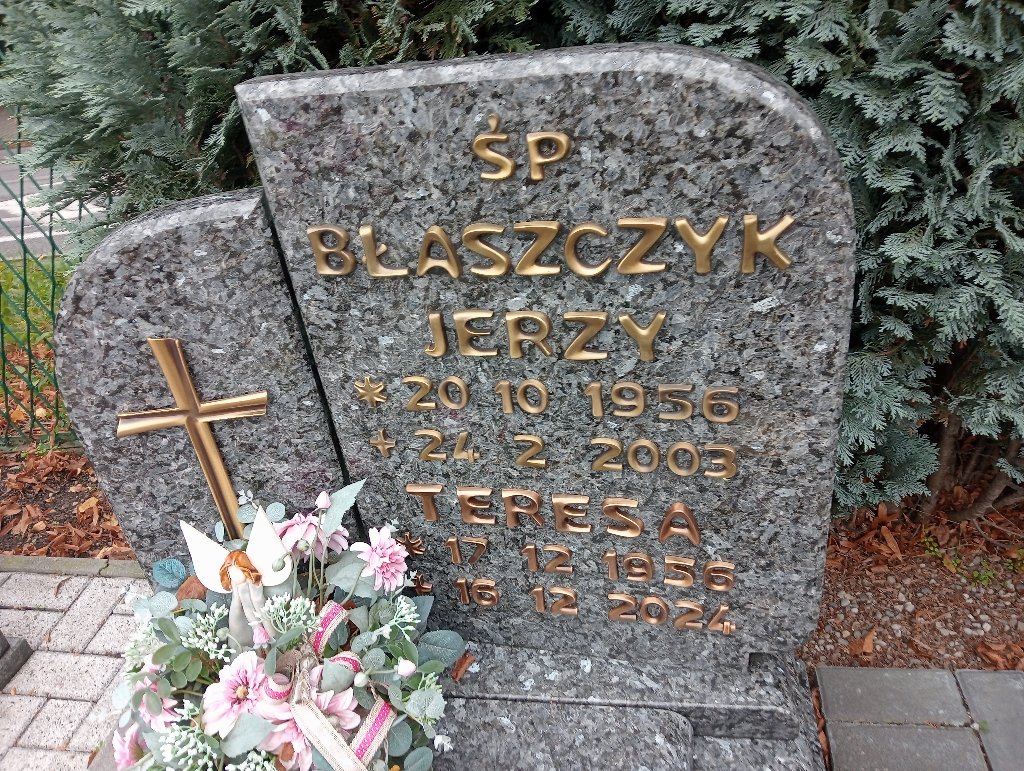 ŚP
BŁASZCZYK
JERZY
* 20 10 1956
+ 24 2 2003
TERESA
* 17 12 1956
+ 16 12 2024